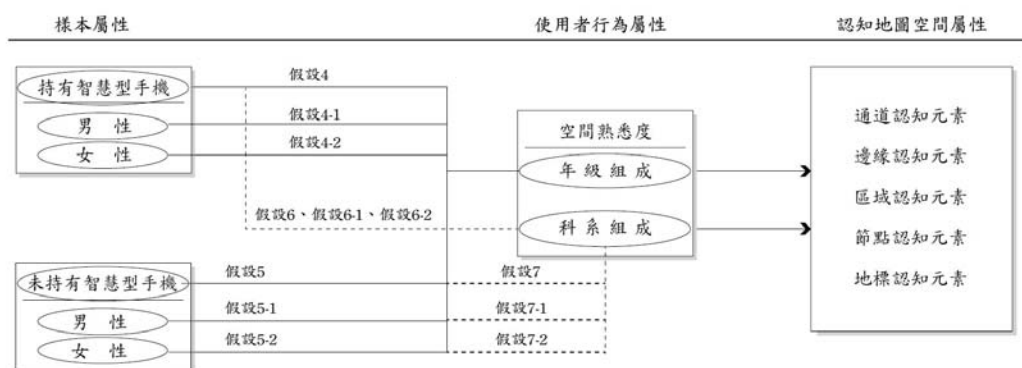 樣本屬性
使用者行為屬性
認知地圖空間屬性
持有智慧型手機
男 性
女 性
假設4
假設4-1
假設4-2
假設6、假設6-1、假設6-2
未持有智慧型手機
男 性
女 性
假設5
假設5-1
假設5-2
假設7
假設7-1
假設7-2
空間熟悉度
年級組成
科系組成
通道認知元素
邊緣認知元素
區域認知元素
節點認知元素
地標認知元素